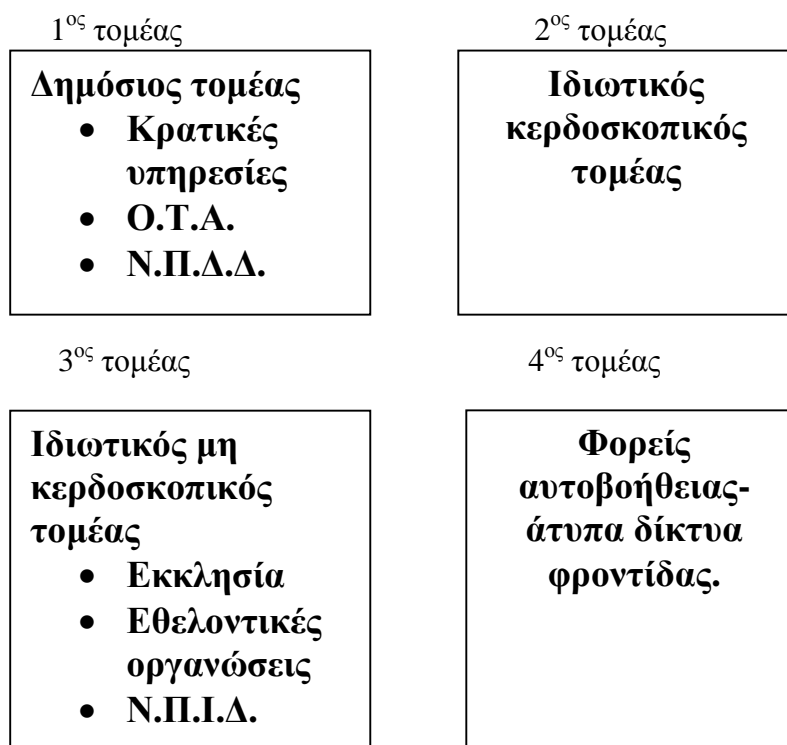 1ος τομέας
Δημόσιος τομέας
• Κρατικές
υπηρεσίες
• Ο.Τ.Α.
• Ν.Π.Δ.Δ.
2ος τομέας
Ιδιωτικός
κερδοσκοπικός
τομέας
3ος τομέας
Ιδιωτικός μη
κερδοσκοπικός
τομέας
• Εκκλησία
• Εθελοντικές
οργανώσεις
• Ν.Π.Ι.Δ.
4ος τομέας
Φορείς
αυτοβοήθειας-
άτυπα δίκτυα
φροντίδας.